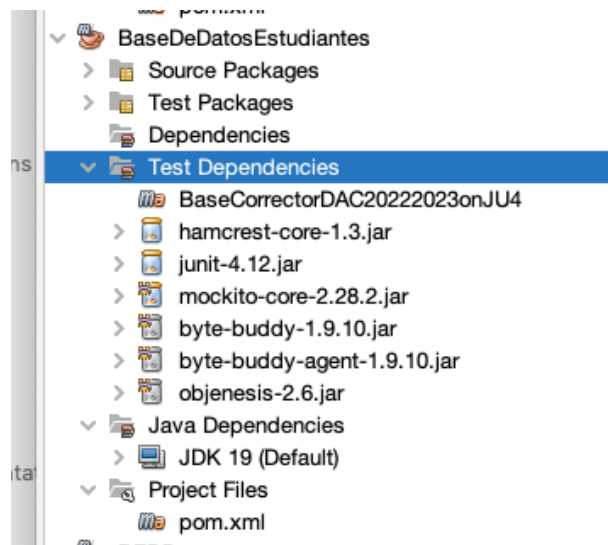 pom.xml
BaseDeDatosEstudiantes
Source Packages
Test Packages
Dependencies
ns
Test Dependencies
BaseCorrectorDAC20222023onJU4
hamcrest-core-1.3.jar
junit-4.12.jar
mockito-core-2.28.2.jar
byte-buddy-1.9.10.jar
byte-buddy-agent-1.9.10.jar
objenesis-2.6.jar
Java Dependencies
JDK 19 (Default)
ta
Project Files
pom.xml